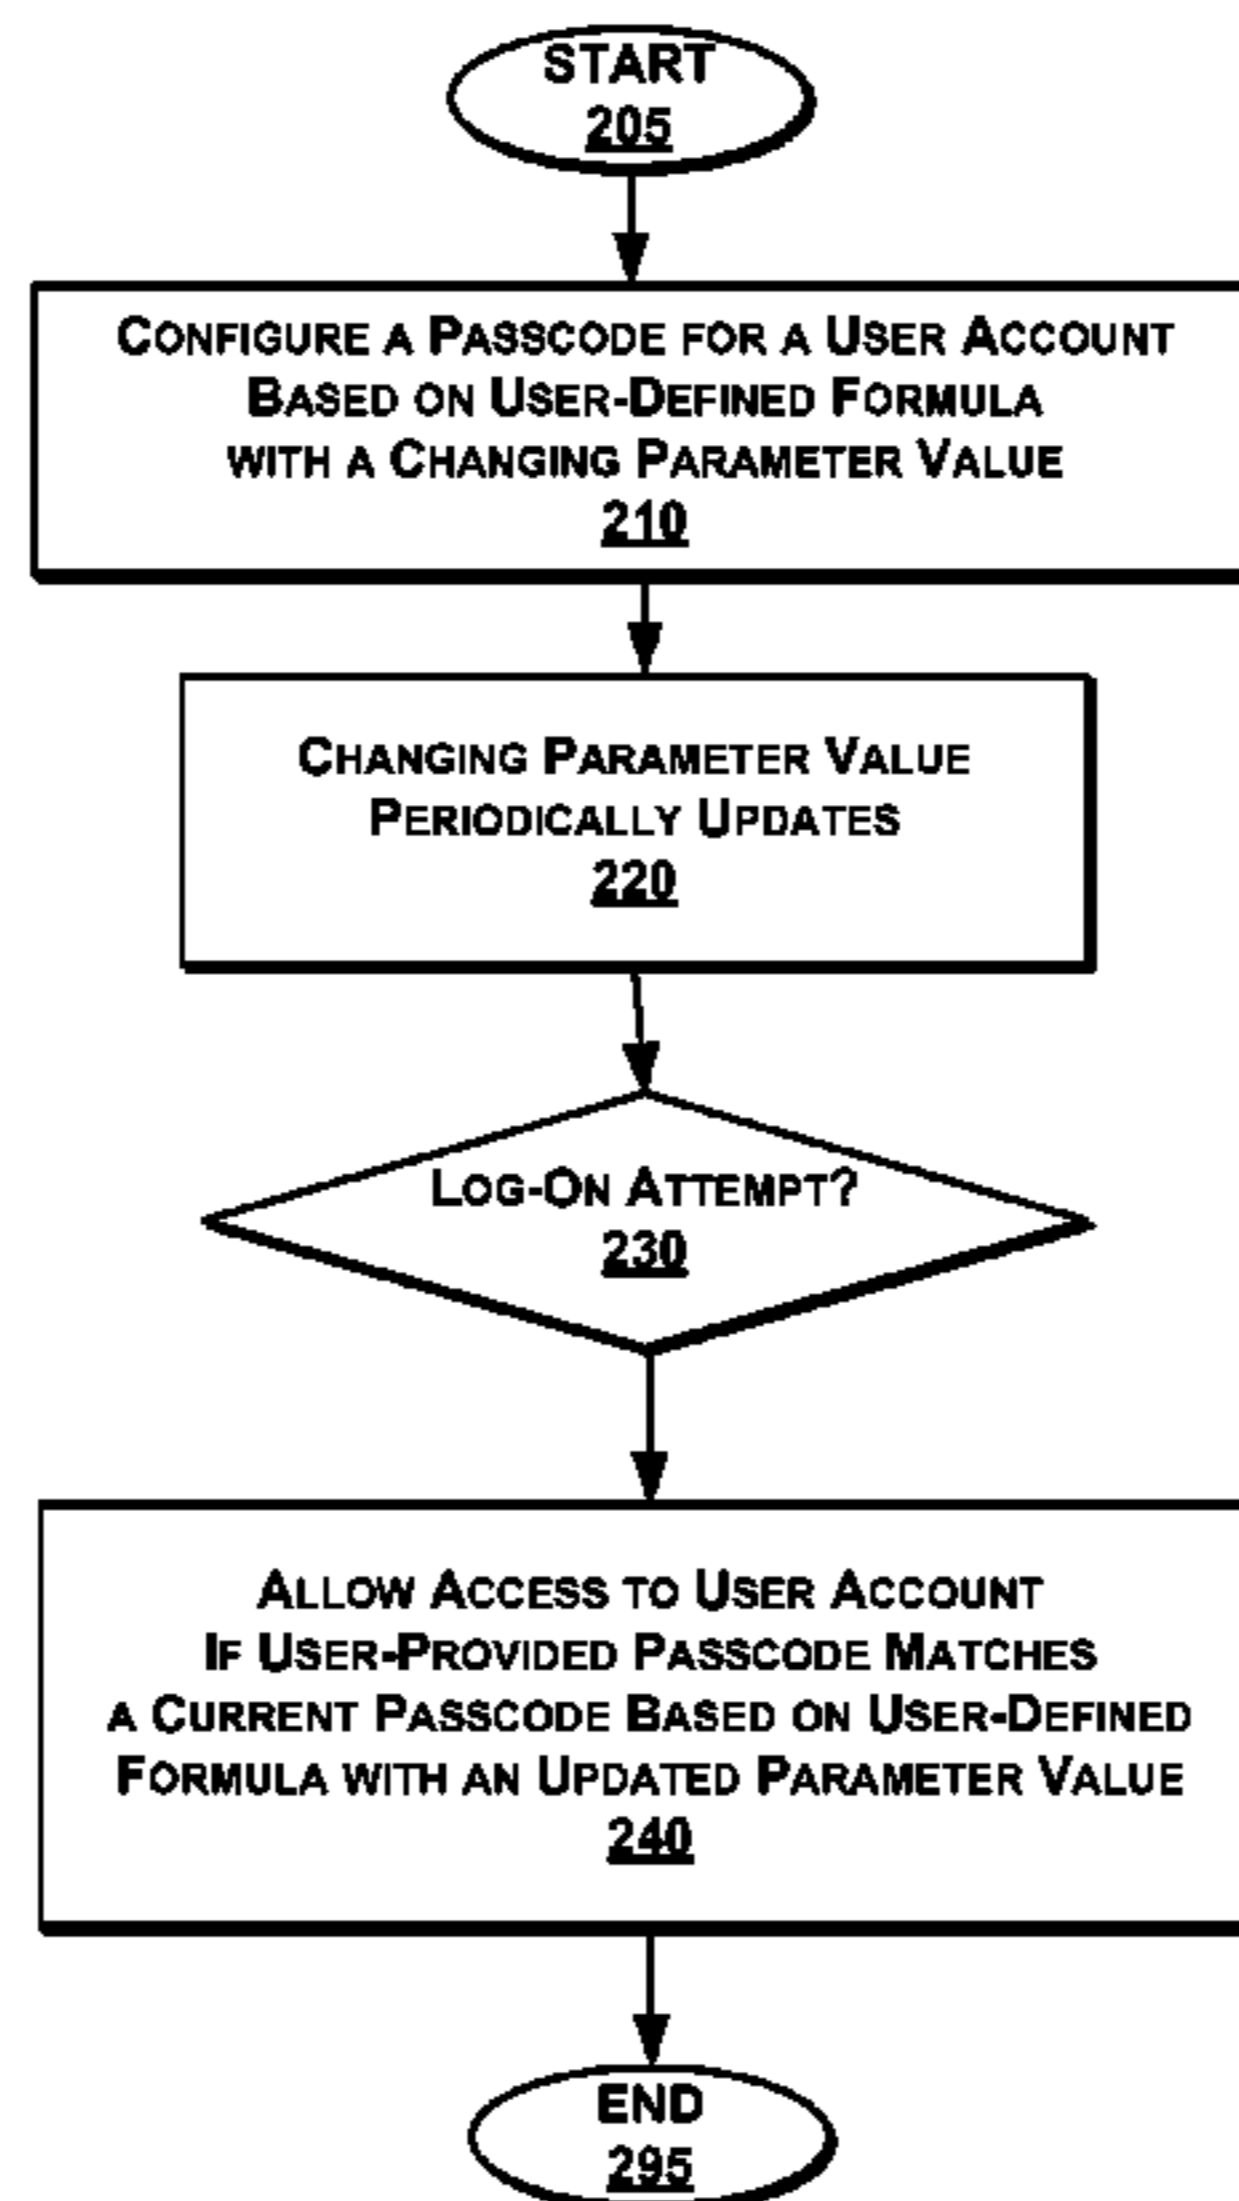 START
205
CONFIGURE A PASSCODE FOR A USER ACCOUNT
BASED ON USER-DEFINED FORMULA
WITH A CHANGING PARAMETER VALUE
210
CHANGING PARAMETER VALUE
PERIODICALLY UPDATES
220
LOG-ON ATTEMPT?
230
ALLOW ACCESS TO USER ACCOUNT
IF USER-PROVIDED PASSCODE MATCHES
A CURRENT PASSCODE BASED ON USER-DEFINED
FORMULA WITH AN UPDATED PARAMETER VALUE
240
END
295